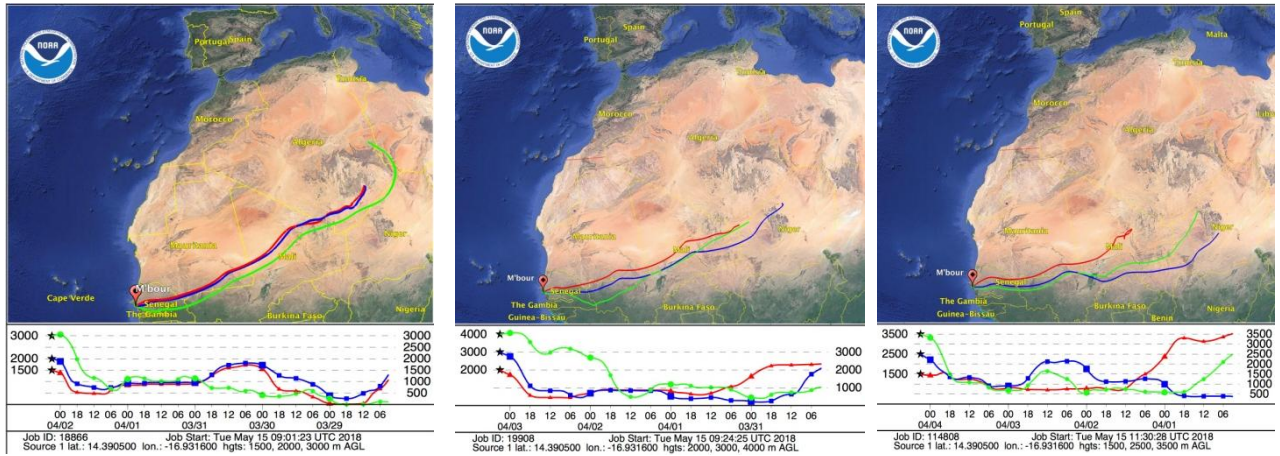 NOAA
Portugal
Spain
Tunisia
Morocco
Algeria
Mauritania
Mali
Niger
M'bour
Cape Verde
Senegal
The Gambia
Burkina Faso
Nigeria
3000
2000
1500
3000
2500
2000
1500
1000
500
00 18 12 06 00 18 12 06 00 18 12 06 00 18 12 06
04/02 04/01 03/31 03/29
Job ID: 18866 Job Start: Tue May 15 09:01:23 UTC 2018
Source 1 lat.: 14.390500 lon.: -16.931600 hgts: 1500, 2000, 3000 m AGL
NOAA
Spain
Portugal
Tunisia
Morocco
Algeria
Mauritania
Mali
Niger
M'bour
Senegal
The Gambia
Guinea-Bissau
Burkina Faso
Nigeria
4000
3000
2000
3000
2000
1000
00 18 12 06 00 18 12 06 00 18 12 06 00 18 12 06
04/03 04/02 04/01 03/31
Job ID: 19908 Job Start: Tue May 15 09:24:25 UTC 2018
Source 1 lat.: 14.390500 lon.: -16.931600 hgts: 2000, 3000, 4000 m AGL
NOAA
Spain
Portugal
Malta
Tunisia
Morocco
Algeria
Mauritania
Mali
Niger
M'bour
Senegal
The Gambia
Guinea-Bissau
Burkina Faso
Benin
Nigeria
3500
2500
1500
3500
3000
2500
2000
1500
1000
500
00 18 12 06 00 18 12 06 00 18 12 06 00 18 12 06
04/04 04/03 04/02 04/01
Job ID: 114808 Job Start: Tue May 15 11:30:28 UTC 2018
Source 1 lat.: 14.390500 lon.: -16.931600 hgts: 1500, 2500, 3500 m AGL